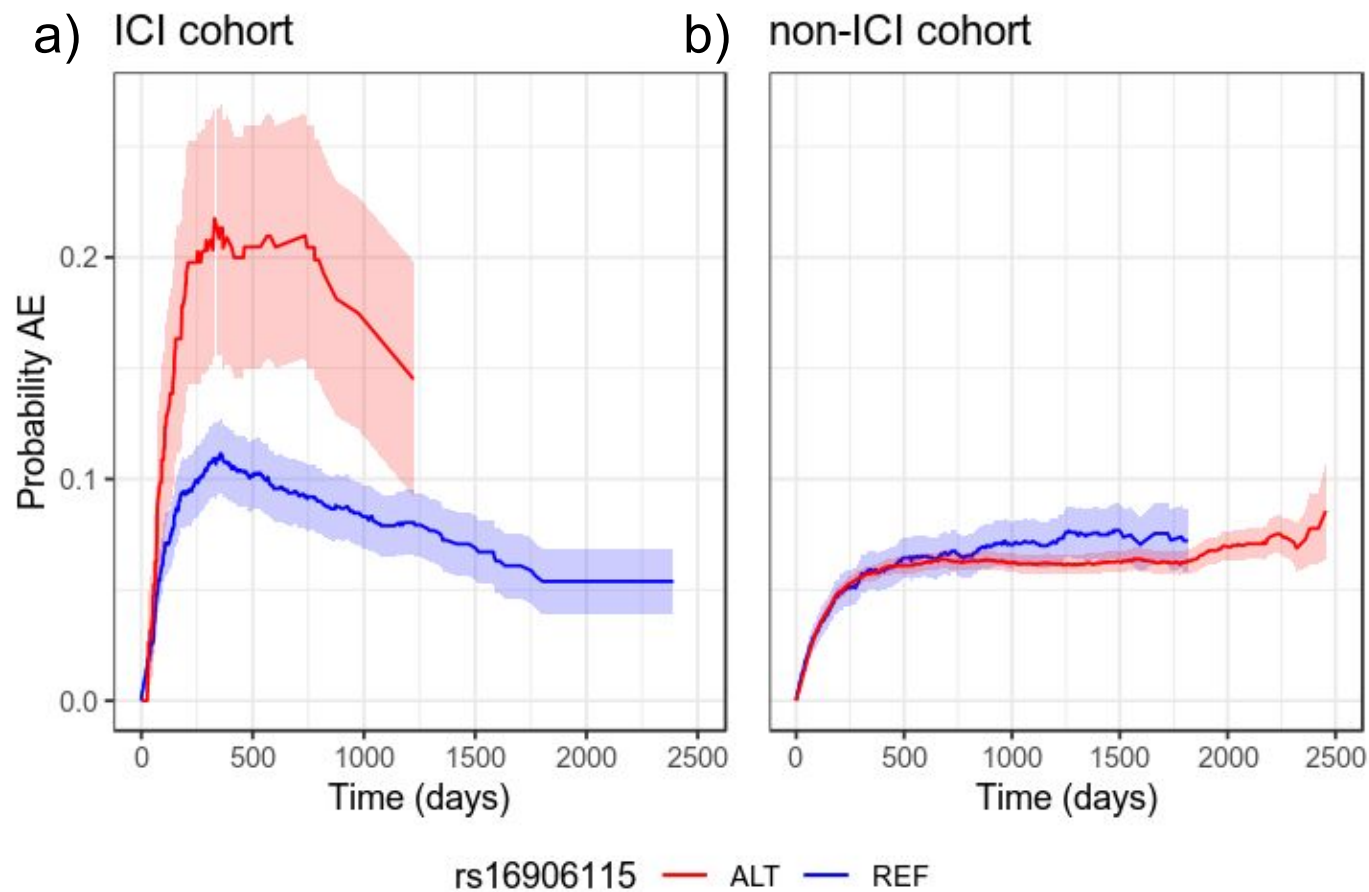 a) ICI cohort
b) non-ICI cohort
Probability AE
0.2
0.1
0.0
0 500 1000 1500 2000 2500
0 500 1000 1500 2000 2500
Time (days)
Time (days)
rs16906115 ALT REF